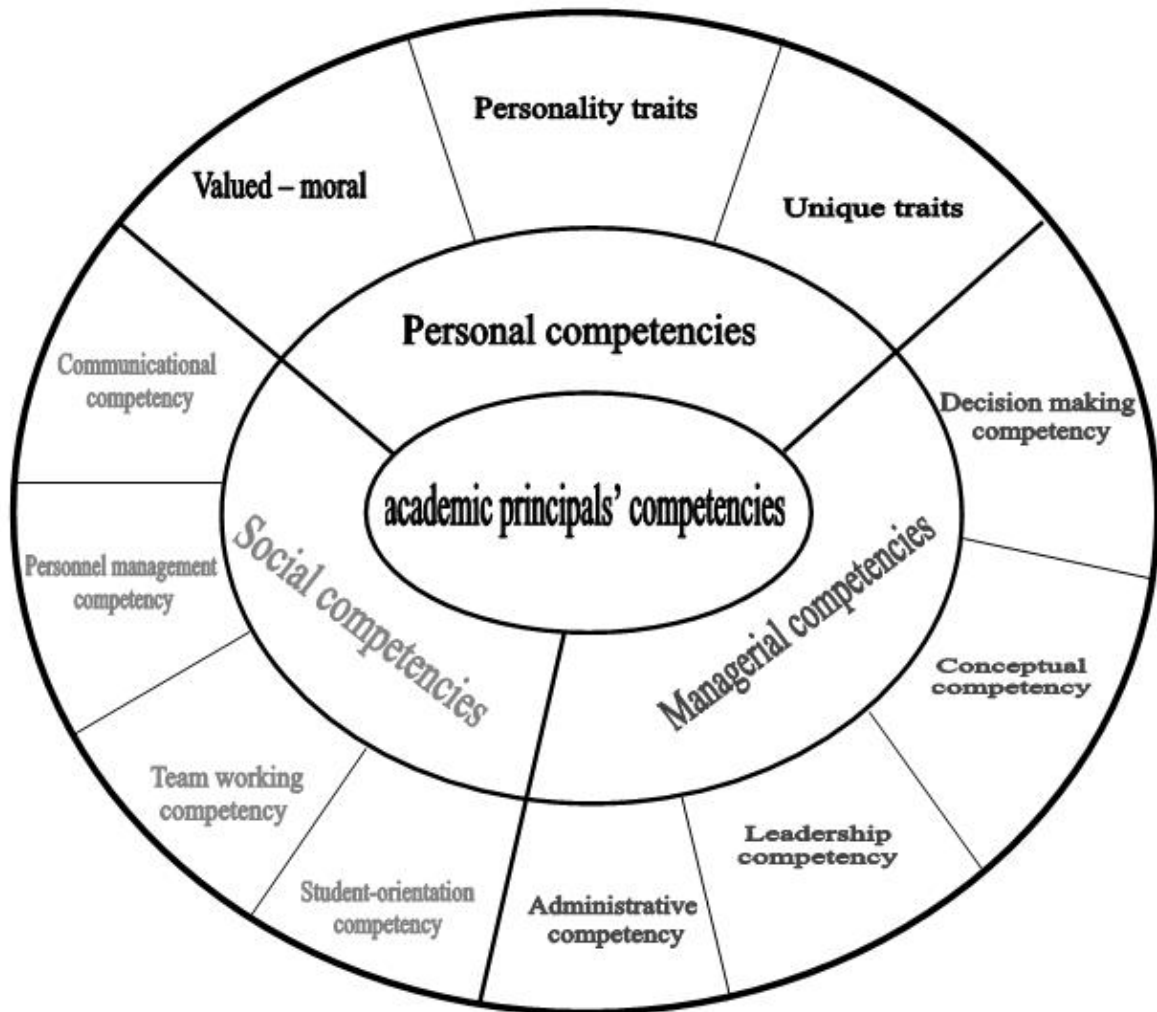 Personality traits
Valued – moral
Unique traits
Personal competencies
Communicational
competency
Decision making
competency
academic principals' competencies
Personnel management
competency
Social competencies
Managerial competencies
Conceptual
competency
Team working
competency
Leadership
competency
Student-orientation
competency
Administrative
competency